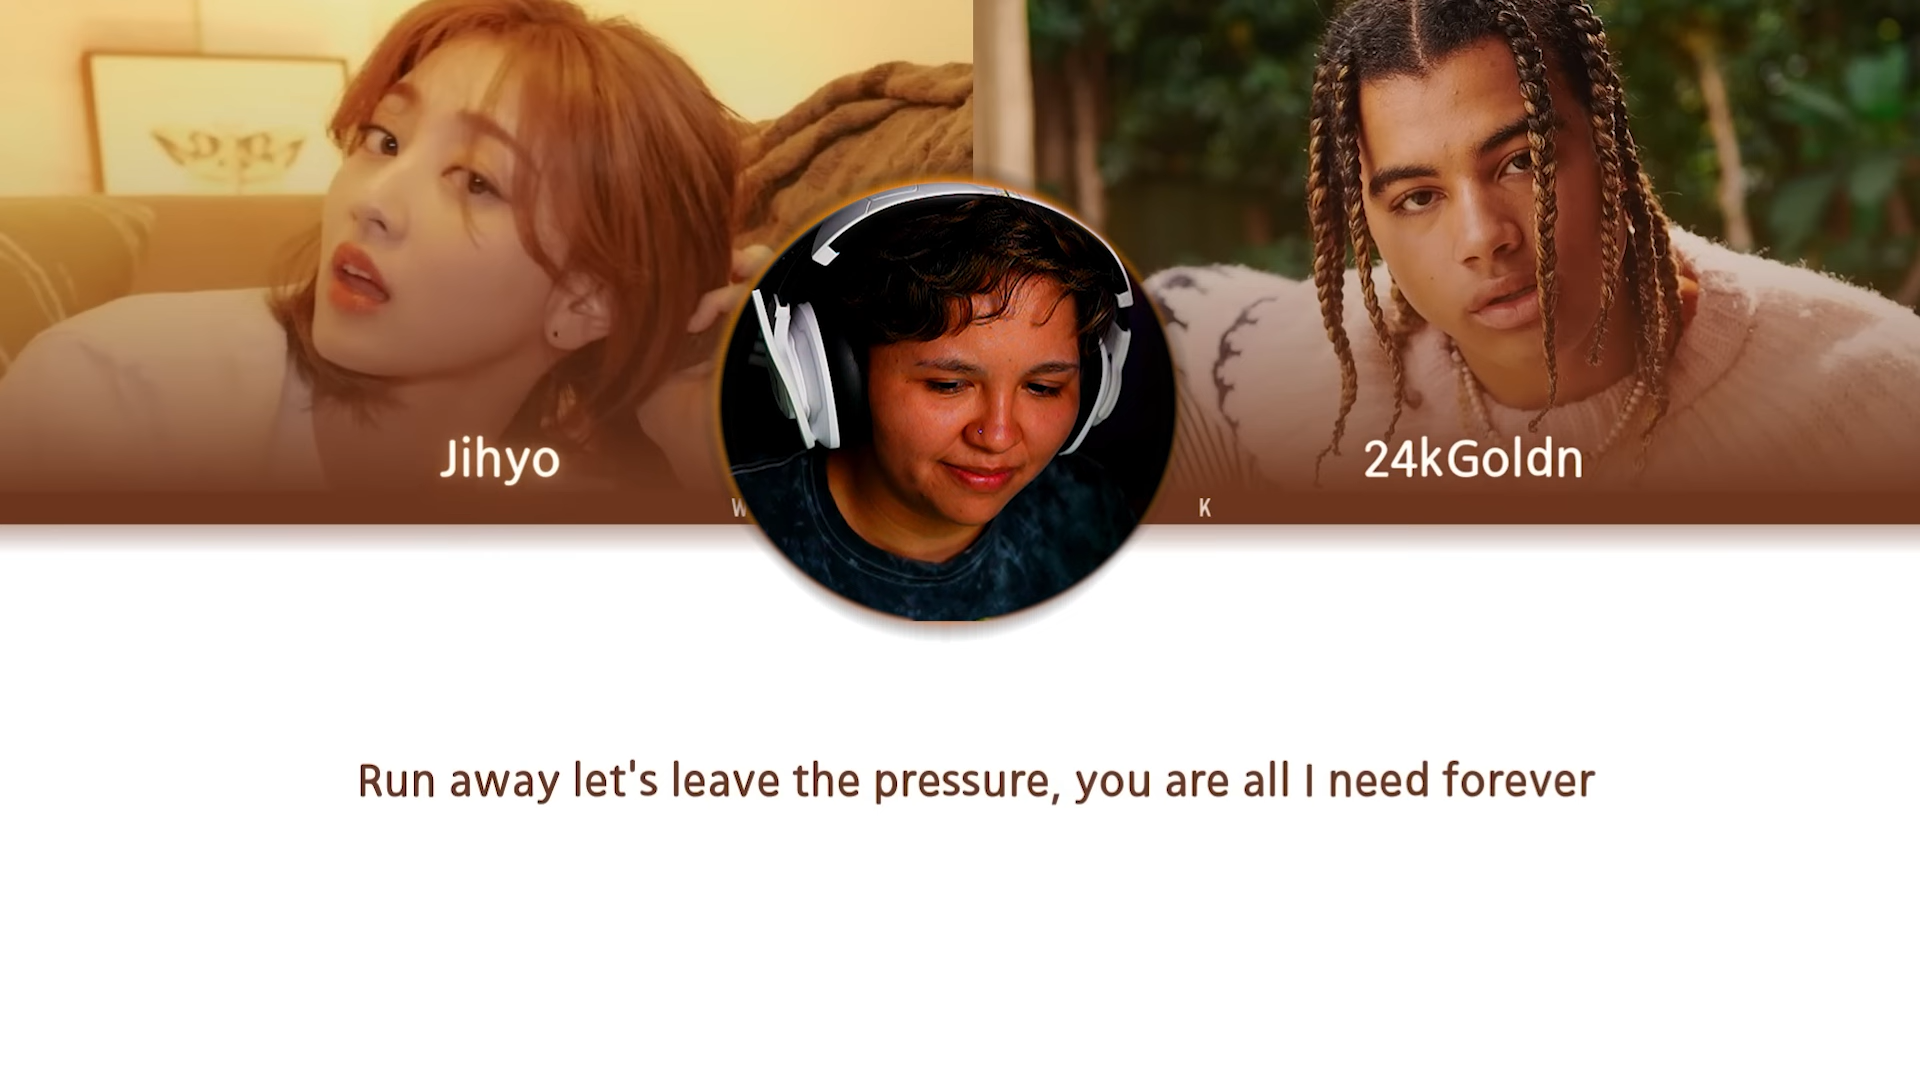 Jihyo
24kGoldn
W
K
Run away let's leave the pressure, you are all I need forever